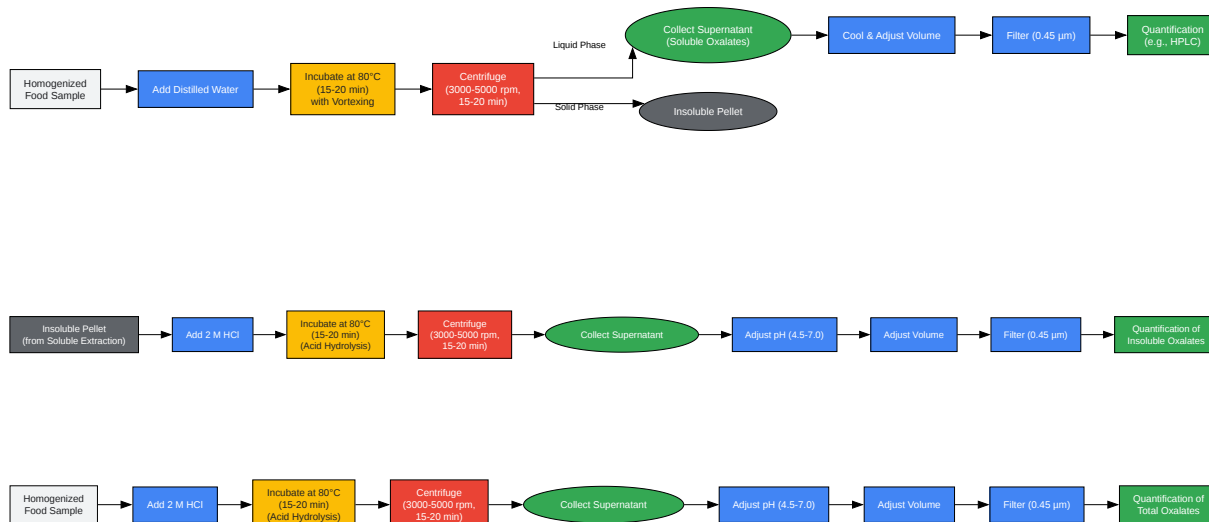 Homogenized
Food Sample
Add Distilled Water
Incubate at 80°C
(15-20 min)
with Vortexing
Centrifuge
(3000-5000 rpm,
15-20 min)
Liquid Phase
Solid Phase
Collect Supernatant
(Soluble Oxalates)
Insoluble Pellet
Cool & Adjust Volume
Filter (0.45 µm)
Quantification
(e.g., HPLC)
Insoluble Pellet
(from Soluble Extraction)
Add 2 M HCl
Incubate at 80°C
(15-20 min)
(Acid Hydrolysis)
Centrifuge
(3000-5000 rpm,
15-20 min)
Collect Supernatant
Adjust pH (4.5-7.0)
Adjust Volume
Filter (0.45 µm)
Quantification of
Insoluble Oxalates
Homogenized
Food Sample
Add 2 M HCl
Incubate at 80°C
(15-20 min)
(Acid Hydrolysis)
Centrifuge
(3000-5000 rpm,
15-20 min)
Collect Supernatant
Adjust pH (4.5-7.0)
Adjust Volume
Filter (0.45 µm)
Quantification of
Total Oxalates